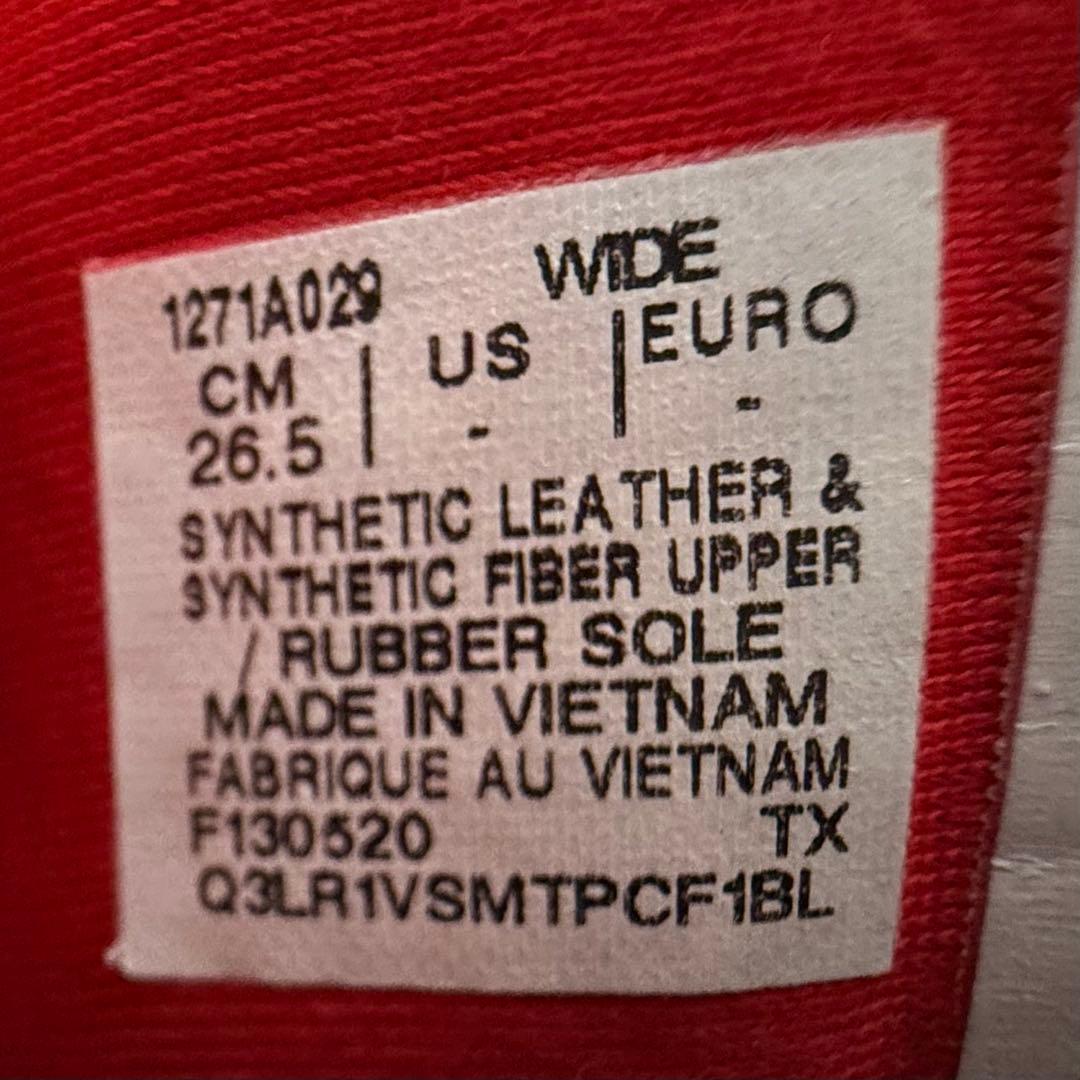 1271A029 WIDE
CM | US | EURO
26.5 - -
SYNTHETIC LEATHER &
SYNTHETIC FIBER UPPER
/ RUBBER SOLE
MADE IN VIETNAM
FABRIQUE AU VIETNAM
F130520 TX
Q3LR1VSMTPCF1BL